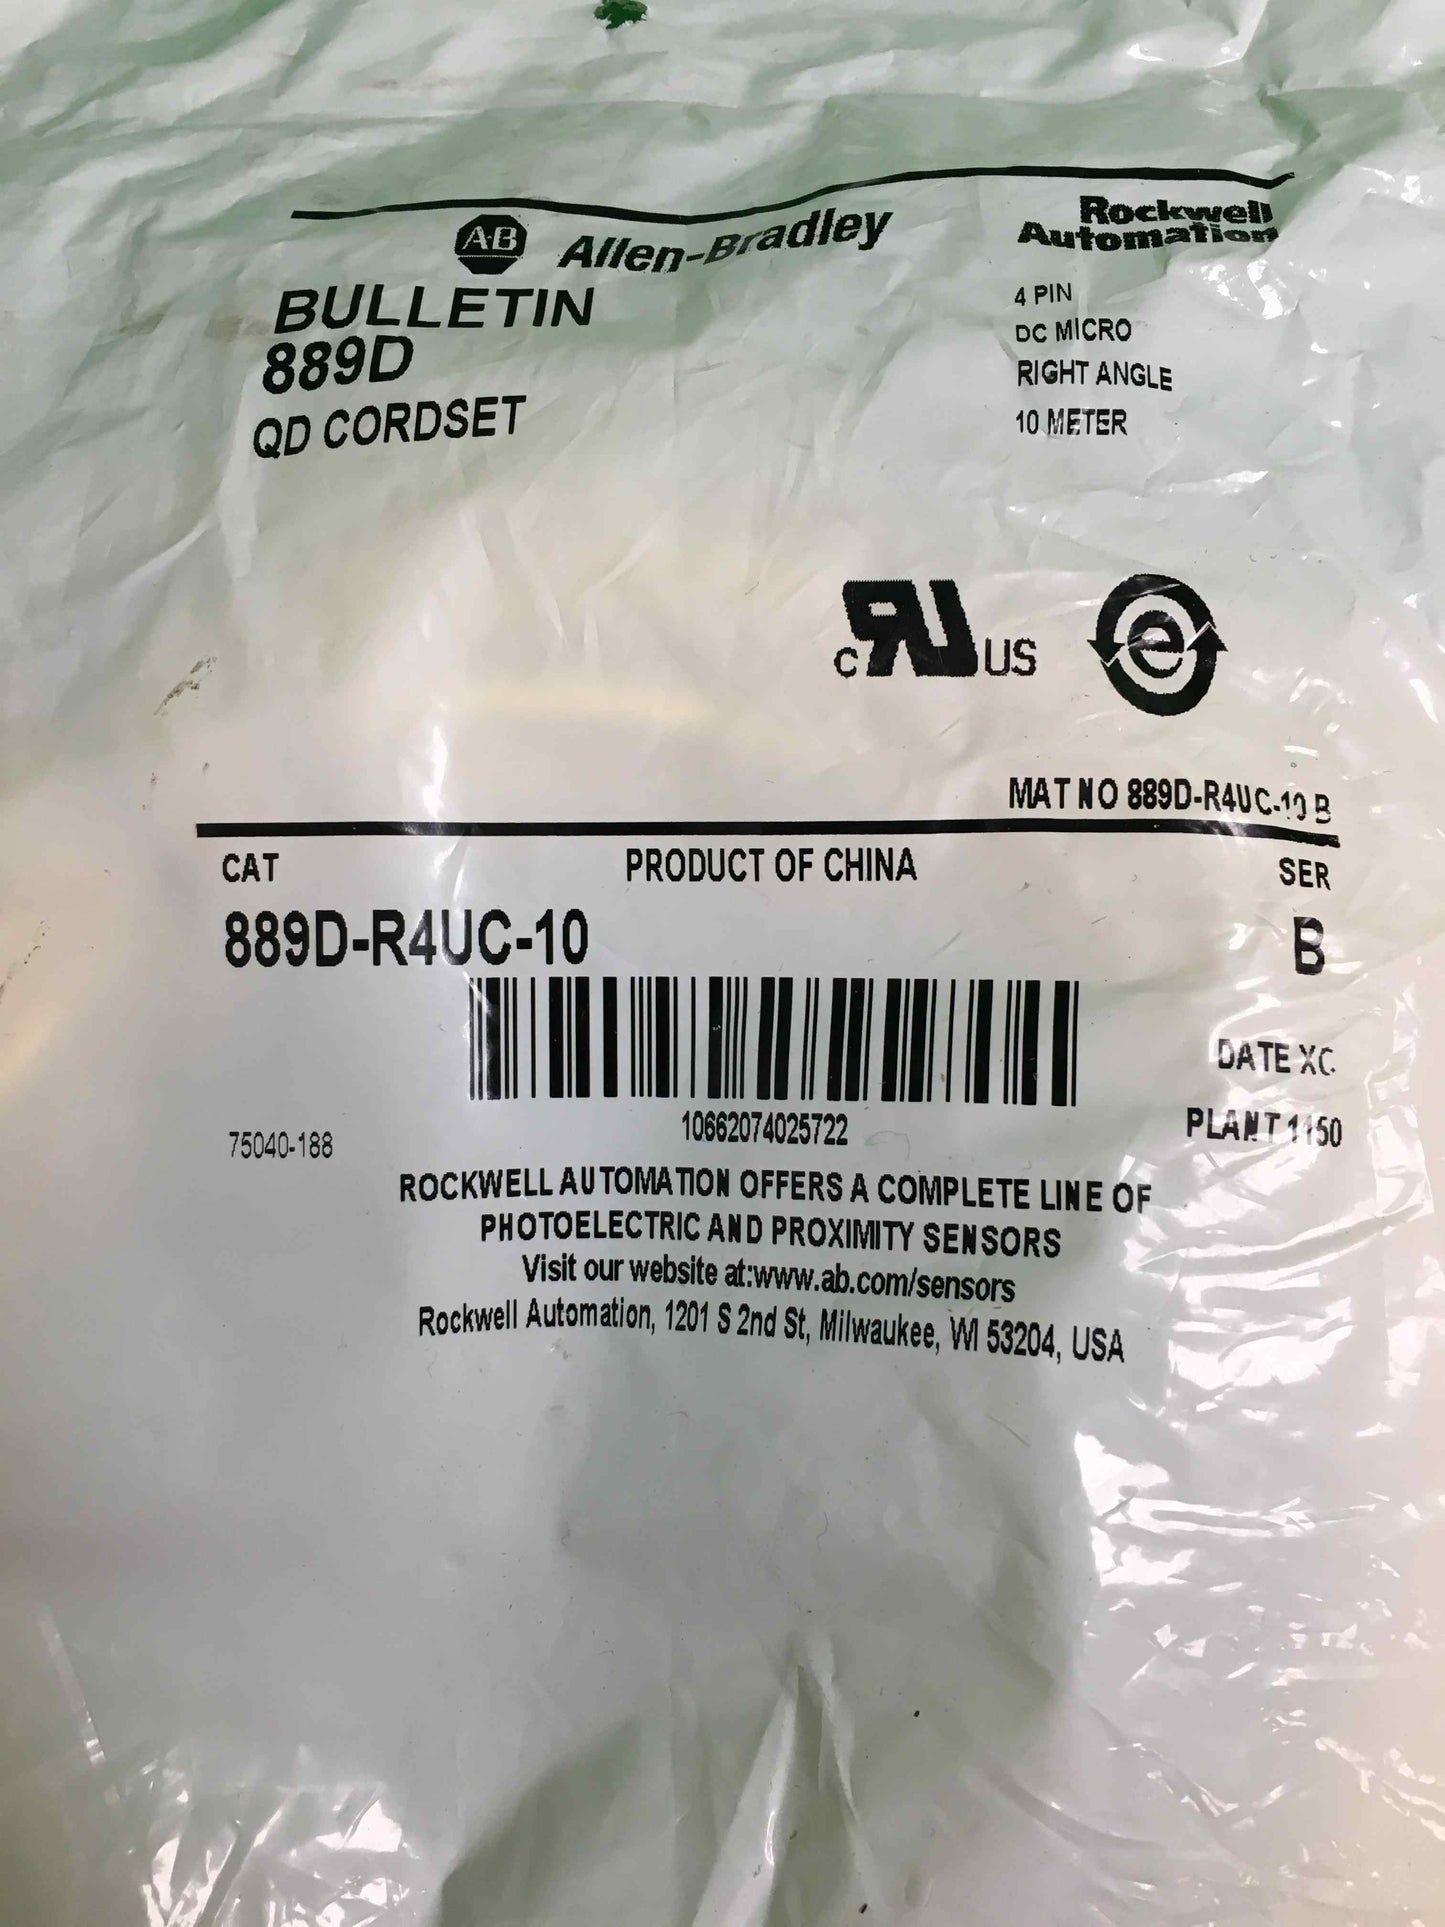 A-B Allen-Bradley
Rockwell
Automation
BULLETIN
889D
QD CORDSET
4 PIN
DC MICRO
RIGHT ANGLE
10 METER
c RU US
e
MAT NO 889D-R4UC-10 B
CAT
PRODUCT OF CHINA
SER
889D-R4UC-10
B
DATE XC
PLANT 1150
10662074025722
75040-188
ROCKWELL AUTOMATION OFFERS A COMPLETE LINE OF
PHOTOELECTRIC AND PROXIMITY SENSORS
Visit our website at:www.ab.com/sensors
Rockwell Automation, 1201 S 2nd St, Milwaukee, WI 53204, USA